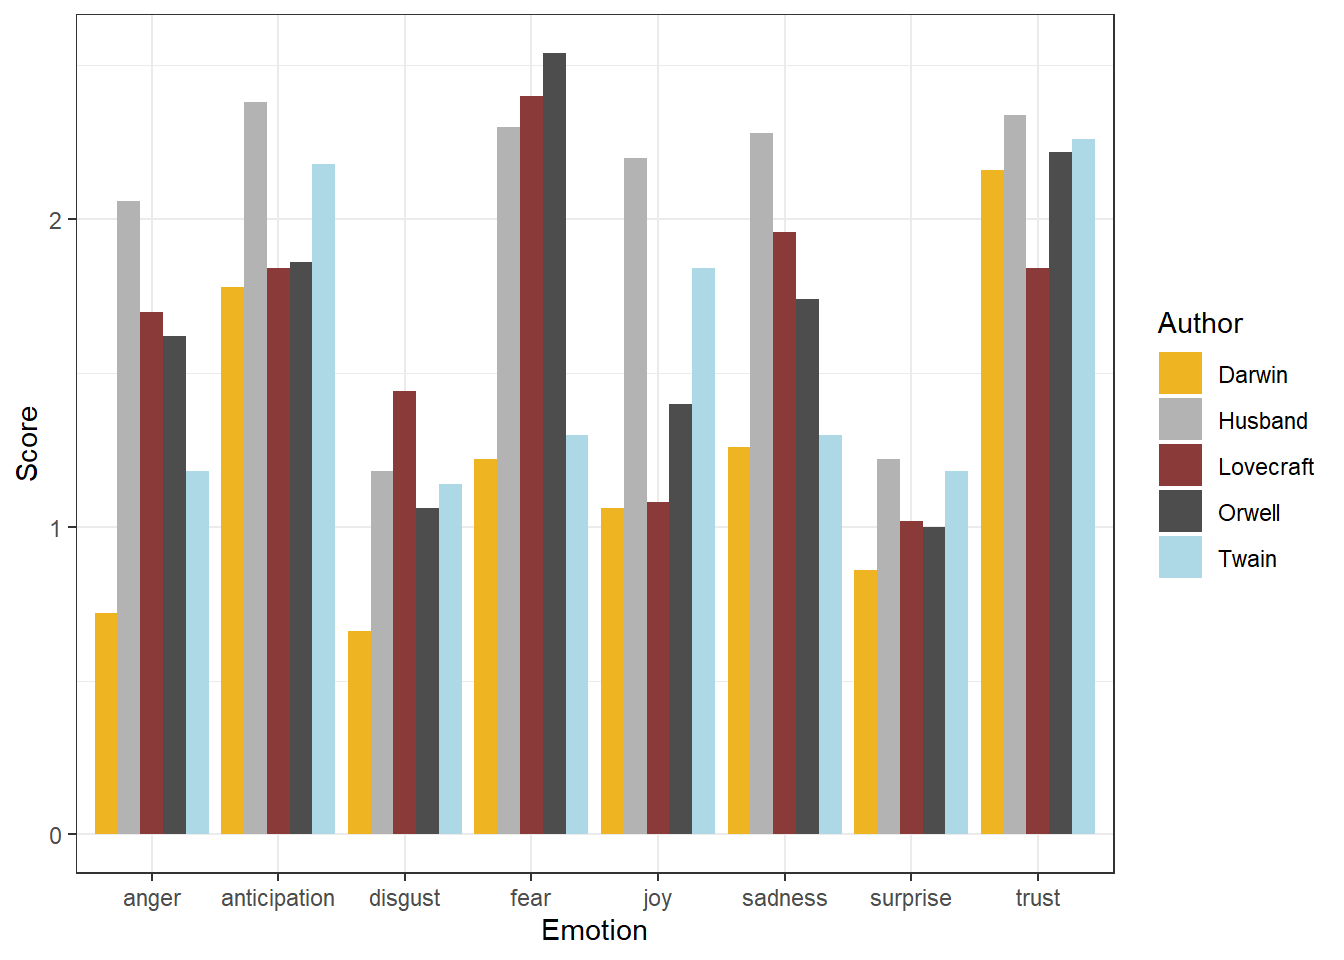 Score
2
1
0
anger anticipation disgust fear joy sadness surprise trust
Emotion
Author
Darwin
Husband
Lovecraft
Orwell
Twain